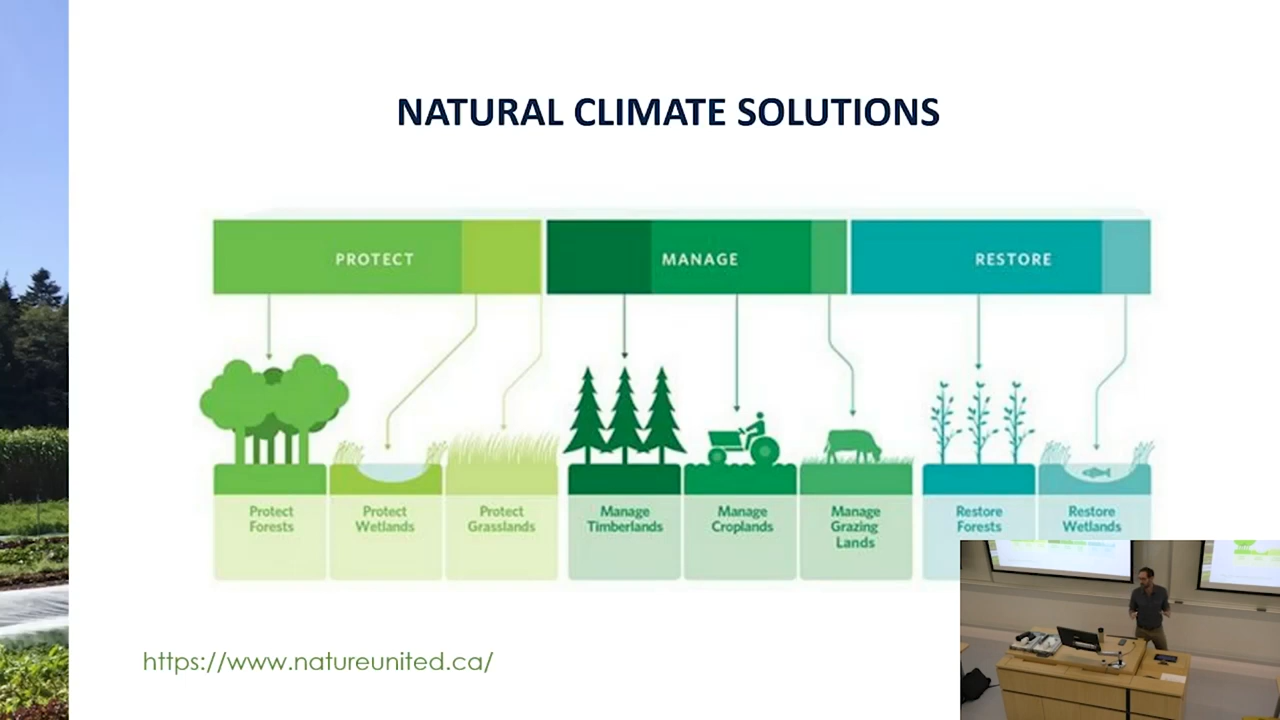 NATURAL CLIMATE SOLUTIONS
PROTECT
MANAGE
RESTORE
Protect
Forests
Protect
Wetlands
Protect
Grasslands
Manage
Timberlands
Manage
Croplands
Manage
Grazing
Lands
Restore
Forests
Restore
Wetlands
https://www.natureunited.ca/